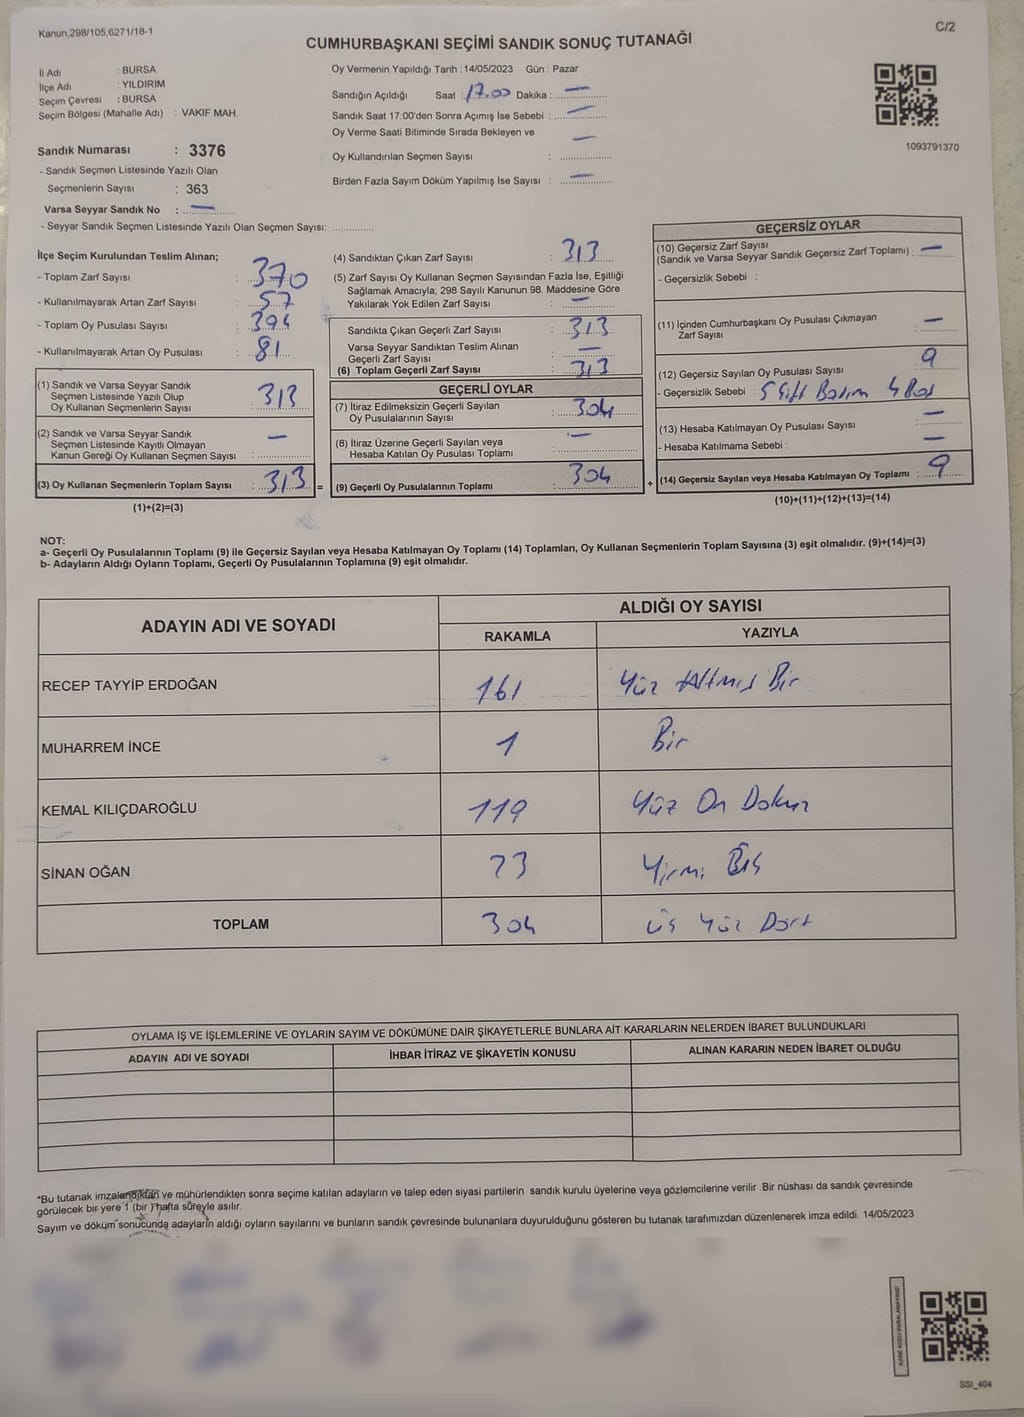 Kanun;298/105;6271/18-1
C/2
CUMHURBAŞKANI SEÇİMİ SANDIK SONUÇ TUTANAĞI
İl Adı : BURSA
İlçe Adı : YILDIRIM
Seçim Çevresi : BURSA
Seçim Bölgesi (Mahalle Adı) : VAKIF MAH.
Sandık Numarası : 3376
- Sandık Seçmen Listesinde Yazılı Olan
Seçmenlerin Sayısı : 363
Varsa Seyyar Sandık No : —
- Seyyar Sandık Seçmen Listesinde Yazılı Olan Seçmen Sayısı: ..............
Oy Vermenin Yapıldığı Tarih : 14/05/2023 Gün : Pazar
Sandığın Açıldığı Saat : 17.00 Dakika : —
Sandık Saat 17:00'den Sonra Açımış İse Sebebi : —
Oy Verme Saati Bitiminde Sırada Bekleyen ve —
Oy Kullandırılan Seçmen Sayısı : ..............
Birden Fazla Sayım Döküm Yapılmış İse Sayısı : —
1093791370
İlçe Seçim Kurulundan Teslim Alınan;
- Toplam Zarf Sayısı : 370
- Kullanılmayarak Artan Zarf Sayısı : 57
- Toplam Oy Pusulası Sayısı : 394
- Kullanılmayarak Artan Oy Pusulası : 81
(1) Sandık ve Varsa Seyyar Sandık
Seçmen Listesinde Yazılı Olup
Oy Kullanan Seçmenlerin Sayısı : 313
(2) Sandık ve Varsa Seyyar Sandık
Seçmen Listesinde Kayıtlı Olmayan
Kanun Gereği Oy Kullanan Seçmen Sayısı : —
(3) Oy Kullanan Seçmenlerin Toplam Sayısı : 313 =
(1)+(2)=(3)
(4) Sandıktan Çıkan Zarf Sayısı : 313
(5) Zarf Sayısı Oy Kullanan Seçmen Sayısından Fazla İse, Eşitliği
Sağlamak Amacıyla; 298 Sayılı Kanunun 98. Maddesine Göre
Yakılarak Yok Edilen Zarf Sayısı : —
Sandıkta Çıkan Geçerli Zarf Sayısı : 313
Varsa Seyyar Sandıktan Teslim Alınan
Geçerli Zarf Sayısı : —
(6) Toplam Geçerli Zarf Sayısı : 313
GEÇERLİ OYLAR
(7) İtiraz Edilmeksizin Geçerli Sayılan
Oy Pusulalarının Sayısı : 304
(8) İtiraz Üzerine Geçerli Sayılan veya
Hesaba Katılan Oy Pusulası Toplamı : —
(9) Geçerli Oy Pusulalarının Toplamı : 304 +
GEÇERSİZ OYLAR
(10) Geçersiz Zarf Sayısı
(Sandık ve Varsa Seyyar Sandık Geçersiz Zarf Toplamı) : —
- Geçersizlik Sebebi :
(11) İçinden Cumhurbaşkanı Oy Pusulası Çıkmayan
Zarf Sayısı : —
(12) Geçersiz Sayılan Oy Pusulası Sayısı : 9
- Geçersizlik Sebebi : 5 Çift Basım 4 Boş
(13) Hesaba Katılmayan Oy Pusulası Sayısı : —
- Hesaba Katılmama Sebebi : —
(14) Geçersiz Sayılan veya Hesaba Katılmayan Oy Toplamı : 9
(10)+(11)+(12)+(13)=(14)
NOT:
a- Geçerli Oy Pusulalarının Toplamı (9) ile Geçersiz Sayılan veya Hesaba Katılmayan Oy Toplamı (14) Toplamları, Oy Kullanan Seçmenlerin Toplam Sayısına (3) eşit olmalıdır. (9)+(14)=(3)
b- Adayların Aldığı Oyların Toplamı, Geçerli Oy Pusulalarının Toplamına (9) eşit olmalıdır.
ADAYIN ADI VE SOYADI
ALDIĞI OY SAYISI
RAKAMLA YAZIYLA
RECEP TAYYİP ERDOĞAN 161 Yüz Altmış Bir
MUHARREM İNCE 1 Bir
KEMAL KILIÇDAROĞLU 119 Yüz On Dokuz
SİNAN OĞAN 23 Yirmi Üç
TOPLAM 304 Üç Yüz Dört
OYLAMA İŞ VE İŞLEMLERİNE VE OYLARIN SAYIM VE DÖKÜMÜNE DAİR ŞİKAYETLERLE BUNLARA AİT KARARLARIN NELERDEN İBARET BULUNDUKLARI
ADAYIN ADI VE SOYADI İHBAR İTİRAZ VE ŞİKAYETİN KONUSU ALINAN KARARIN NEDEN İBARET OLDUĞU
*Bu tutanak imzalandıktan ve mühürlendikten sonra seçime katılan adayların ve talep eden siyasi partilerin sandık kurulu üyelerine veya gözlemcilerine verilir. Bir nüshası da sandık çevresinde
görülecek bir yere 1 (bir) hafta süreyle asılır.
Sayım ve döküm sonucunda adayların aldığı oyların sayılarını ve bunların sandık çevresinde bulunanlara duyurulduğunu gösteren bu tutanak tarafımızdan düzenlenerek imza edildi. 14/05/2023
KARE KODU KARALAMAYINIZ!
SSI_404